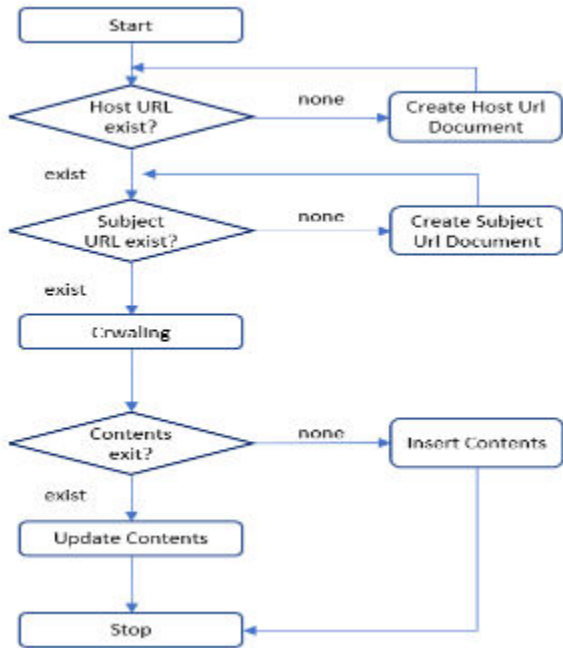 Start
Host URL
exist?
none
Create Host Url
Document
exist
Subject
URL exist?
none
Create Subject
Url Document
exist
Crwaling
Contents
exit?
none
Insert Contents
exist
Update Contents
Stop